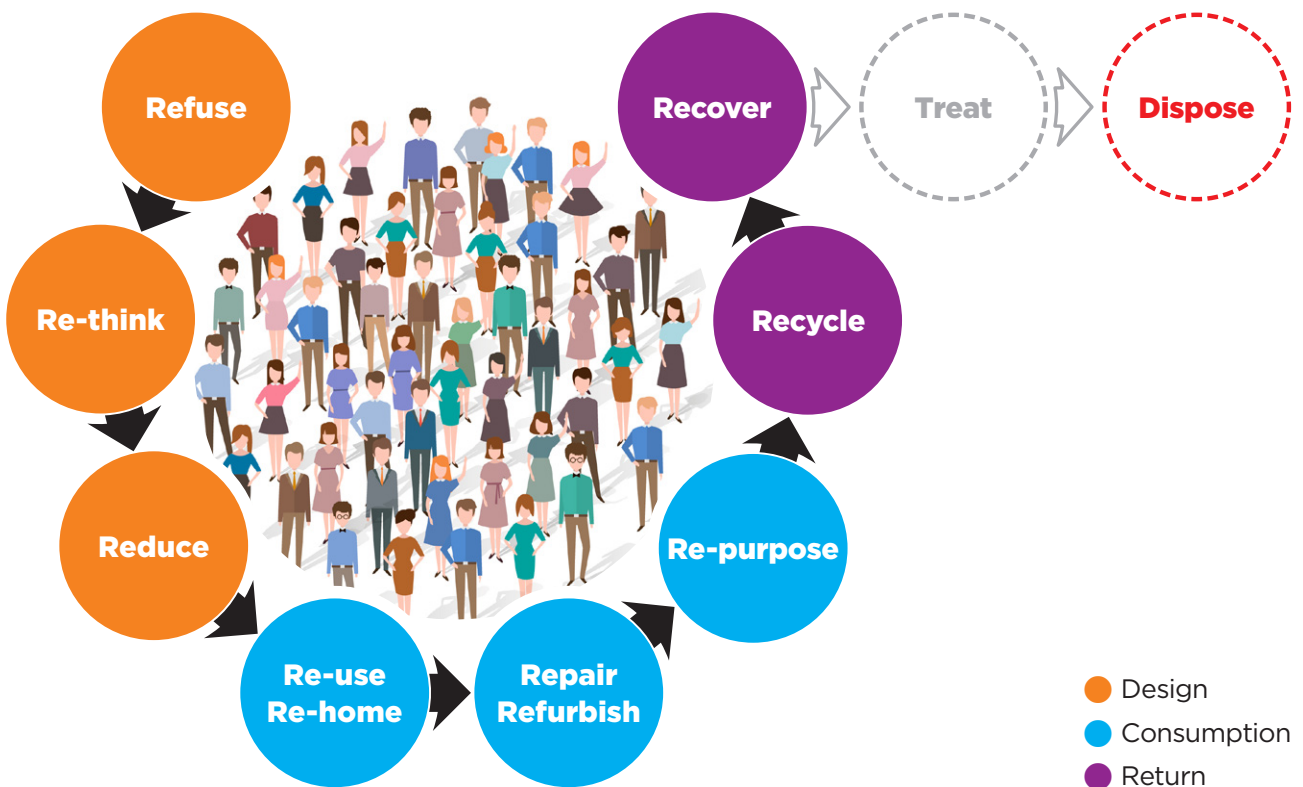 Refuse
Re-think
Reduce
Re-use
Re-home
Repair
Refurbish
Re-purpose
Recycle
Recover
Treat
Dispose
Design
Consumption
Return